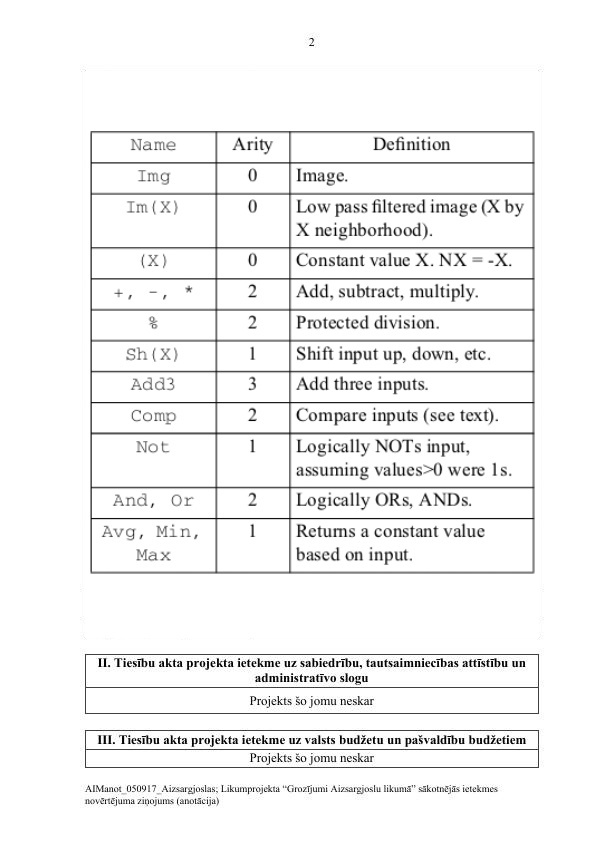 2
Name Arity Definition
Img 0 Image.
Im(X) 0 Low pass filtered image (X by
X neighborhood).
(X) 0 Constant value X. NX = -X.
+, -, * 2 Add, subtract, multiply.
% 2 Protected division.
Sh(X) 1 Shift input up, down, etc.
Add3 3 Add three inputs.
Comp 2 Compare inputs (see text).
Not 1 Logically NOTs input,
assuming values>0 were 1s.
And, Or 2 Logically ORs, ANDs.
Avg, Min, 1 Returns a constant value
Max based on input.
II. Tiesību akta projekta ietekme uz sabiedrību, tautsaimniecības attīstību un
administratīvo slogu
Projekts šo jomu neskar
III. Tiesību akta projekta ietekme uz valsts budžetu un pašvaldību budžetiem
Projekts šo jomu neskar
AIManot_050917_Aizsargjoslas; Likumprojekta “Grozījumi Aizsargjoslu likumā” sākotnējās ietekmes
novērtējuma ziņojums (anotācija)